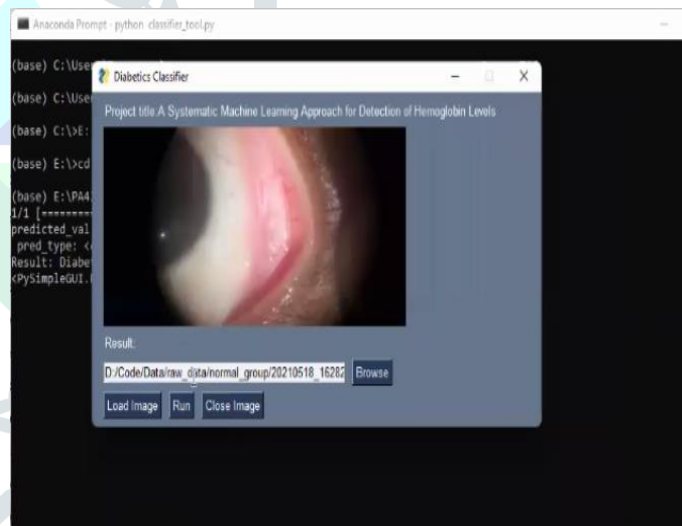 Anaconda Prompt - python classifier_tool.py
(base) C:\Use
(base) C:\Use
(base) C:\>E:
(base) E:\>cd
(base) E:\PA4
1/1 [=========
predicted_val
pred_type: <
Result: Diabe
<PySimpleGUI.
Diabetics Classifier
Project title:A Systematic Machine Learning Approach for Detection of Hemoglobin Levels
Result:
D:/Code/Data/raw_data/normal_group/20210518_16282
Browse
Load Image Run Close Image